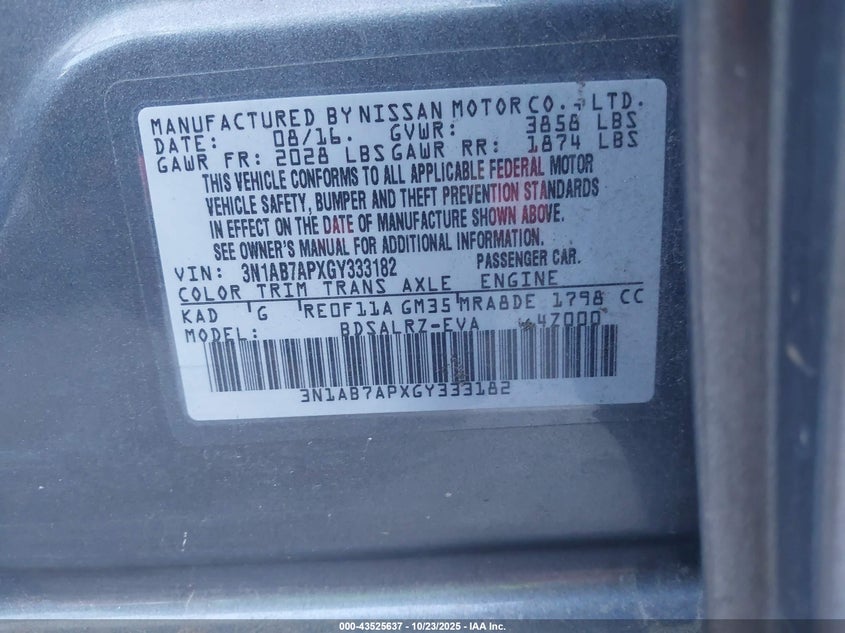 MANUFACTURED BY NISSAN MOTOR CO., LTD.
DATE: 08/16. GVWR: 3858 LBS
GAWR FR: 2028 LBS GAWR RR: 1874 LBS
THIS VEHICLE CONFORMS TO ALL APPLICABLE FEDERAL MOTOR
VEHICLE SAFETY, BUMPER AND THEFT PREVENTION STANDARDS
IN EFFECT ON THE DATE OF MANUFACTURE SHOWN ABOVE.
SEE OWNER'S MANUAL FOR ADDITIONAL INFORMATION.
VIN: 3N1AB7APXGY333182 PASSENGER CAR.
COLOR TRIM TRANS AXLE ENGINE
KAD G RE0F11A GM35 MRA8DE 1798 CC
MODEL: BDSALRZ-EVA 4Z000
3N1AB7APXGY333182
000-43525637 - 10/23/2025 - IAA Inc.